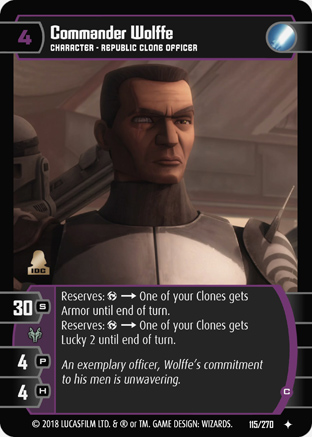 4 Commander Wolffe
CHARACTER • REPUBLIC CLONE OFFICER
IDC
30 S
Reserves: → One of your Clones gets
Armor until end of turn.
Reserves: → One of your Clones gets
Lucky 2 until end of turn.
4 P
An exemplary officer, Wolffe's commitment
4 H
to his men is unwavering.
C
© 2018 LUCASFILM LTD. & ® OR TM. GAME DESIGN: WIZARDS. 115/270